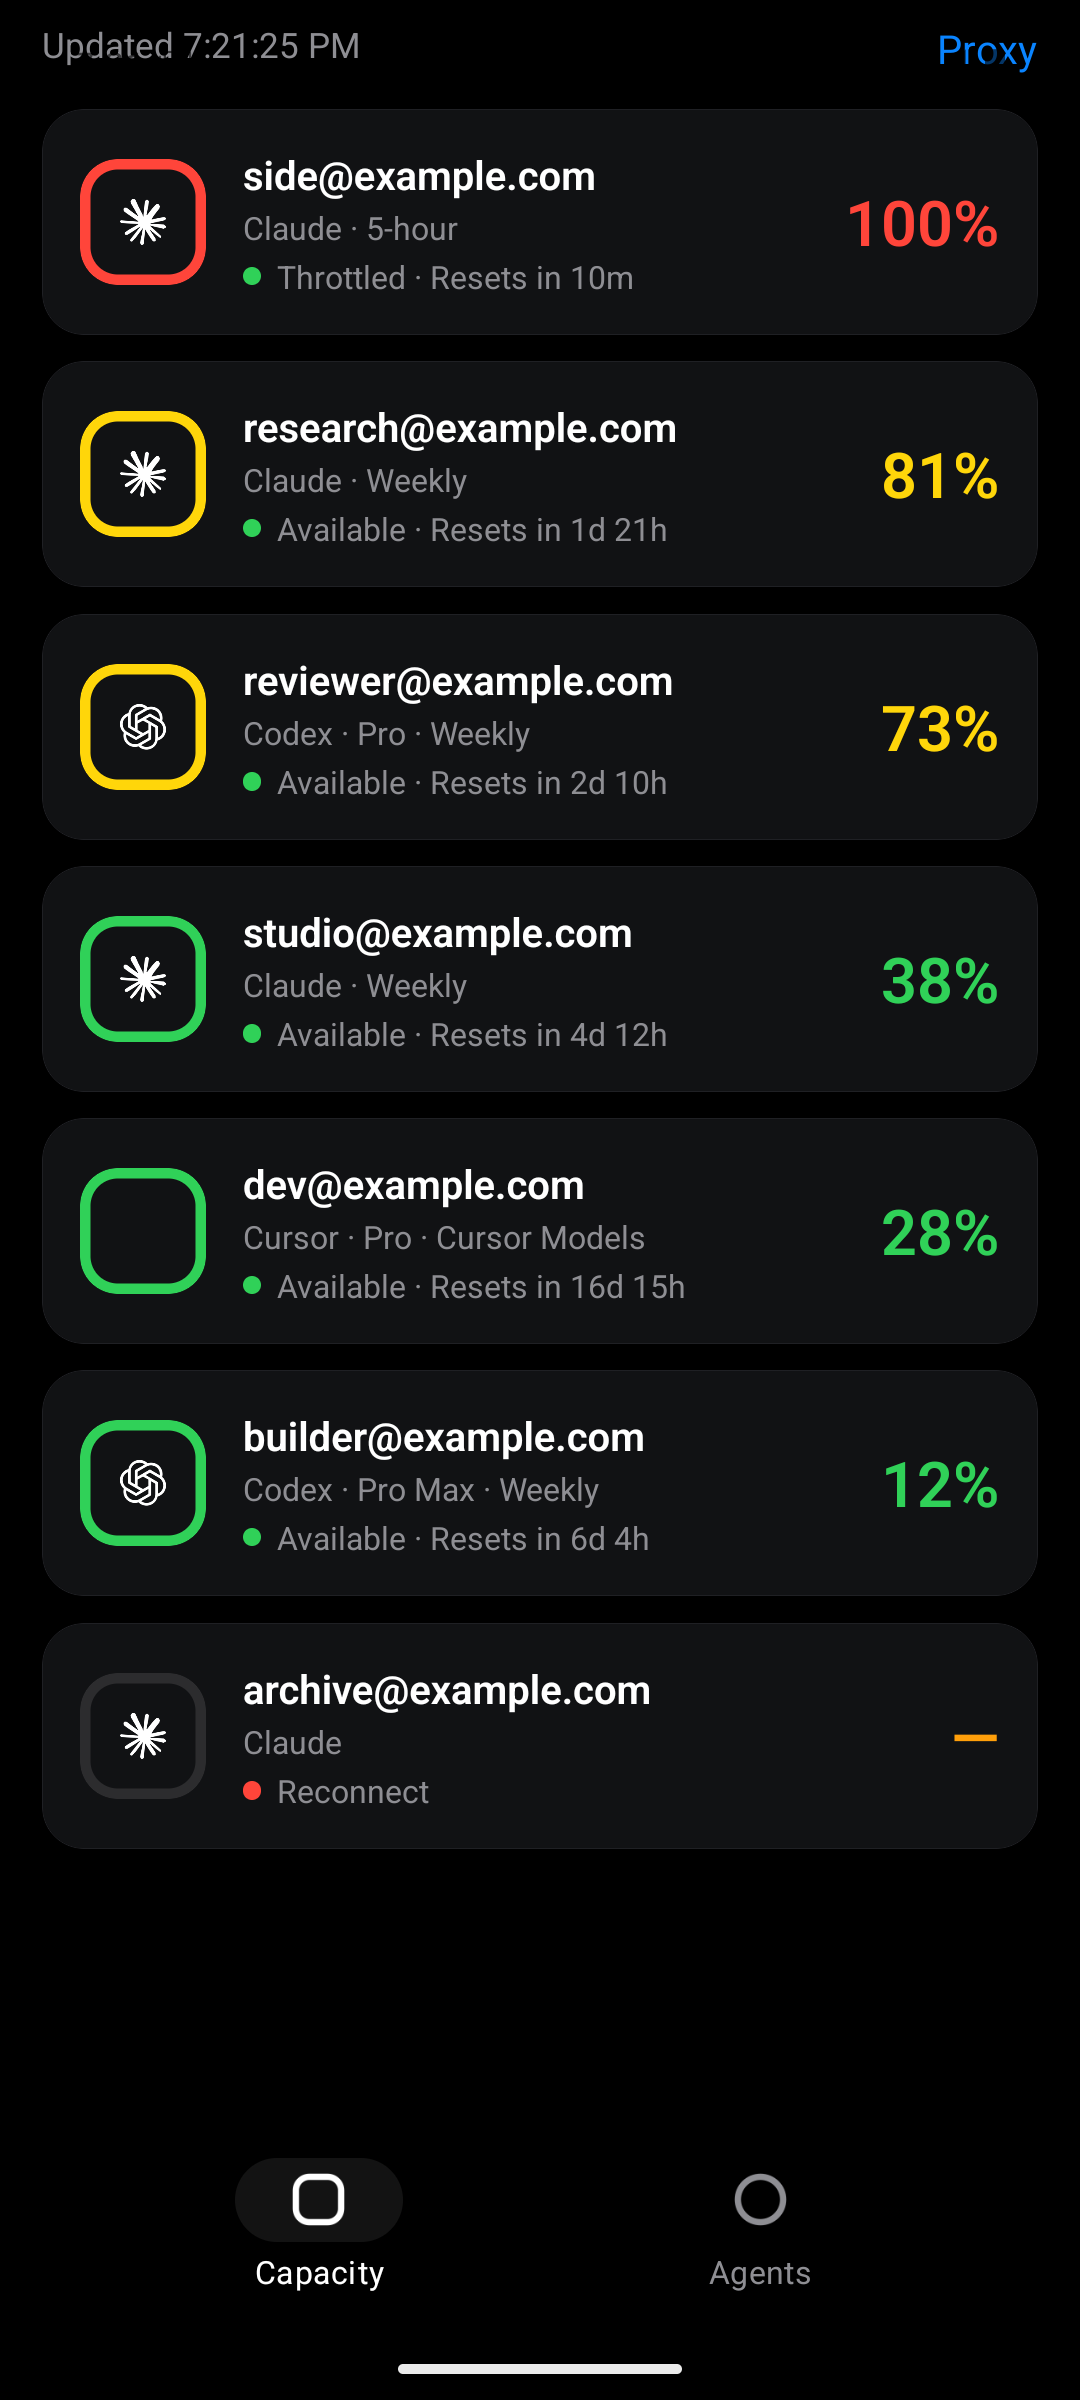 Updated 7:21:25 PM
Proxy
side@example.com
Claude · 5-hour
Throttled · Resets in 10m
100%
research@example.com
Claude · Weekly
Available · Resets in 1d 21h
81%
reviewer@example.com
Codex · Pro · Weekly
Available · Resets in 2d 10h
73%
studio@example.com
Claude · Weekly
Available · Resets in 4d 12h
38%
dev@example.com
Cursor · Pro · Cursor Models
Available · Resets in 16d 15h
28%
builder@example.com
Codex · Pro Max · Weekly
Available · Resets in 6d 4h
12%
archive@example.com
Claude
Reconnect
—
Capacity
Agents